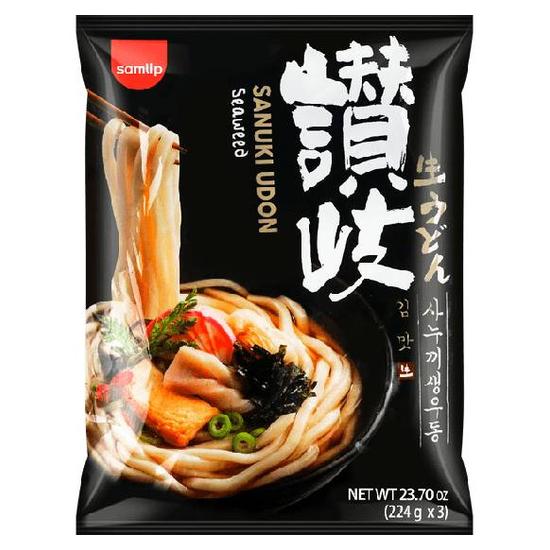 samlip
SANUKI UDON
Seaweed
讃岐
生うどん
사누끼생우동
김맛
生
NET WT 23.70 OZ
(224 g x 3)